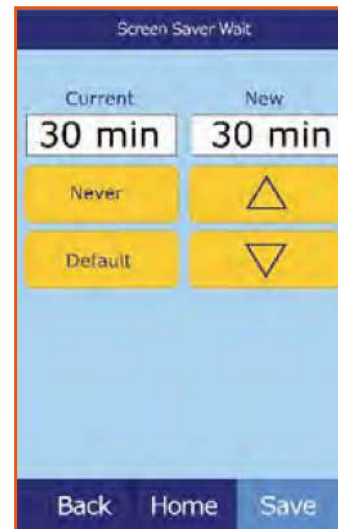 Screen Saver Wait
Current New
30 min 30 min
Never
Default
Back Home Save